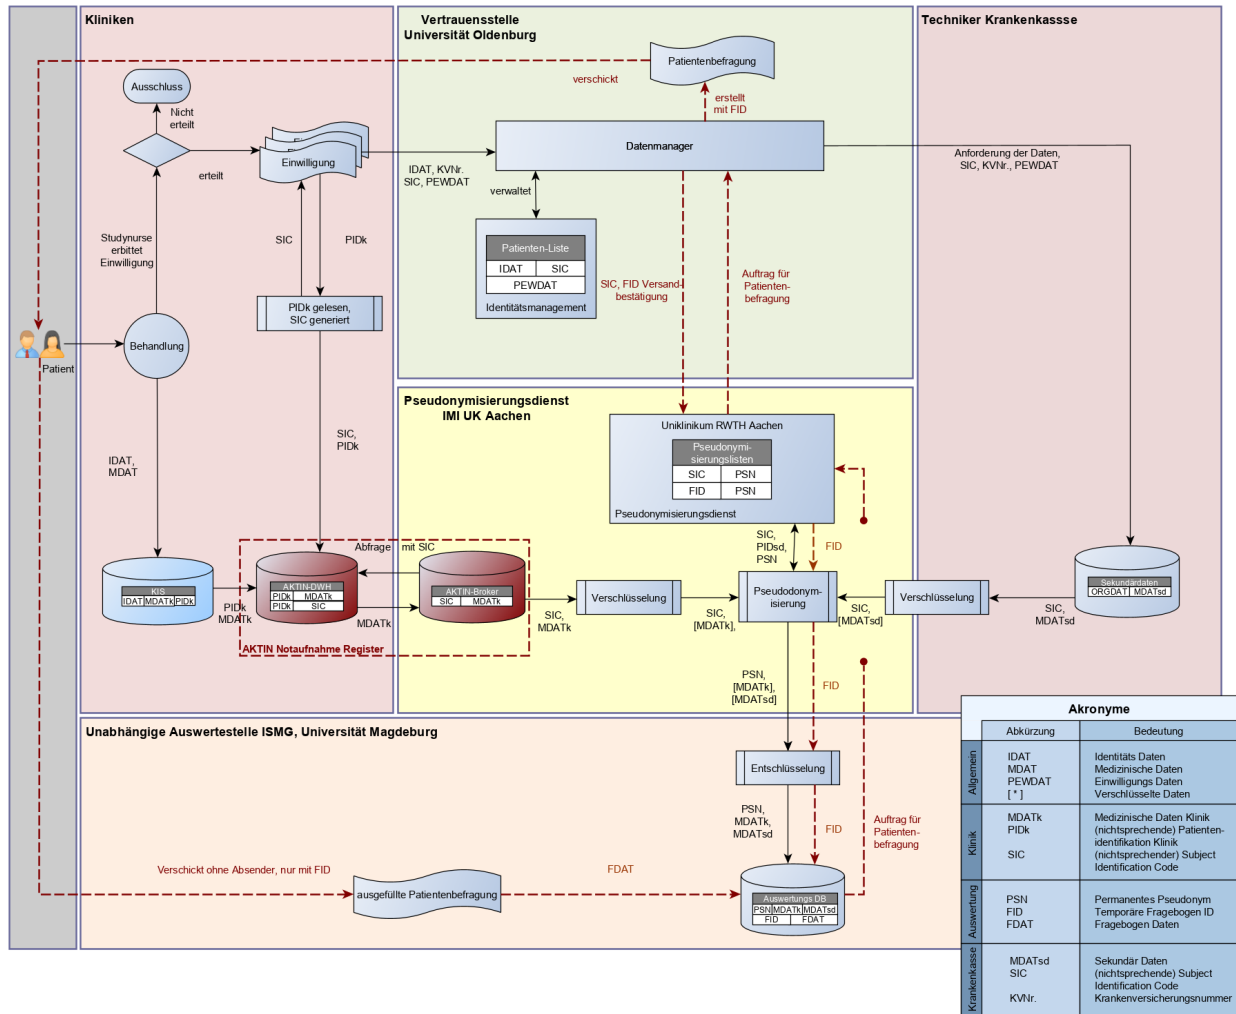 Kliniken
Vertrauensstelle
Universität Oldenburg
Techniker Krankenkassse
Patientenbefragung
verschickt
erstellt
mit FID
Ausschluss
Nicht
erteilt
erteilt
Einwilligung
IDAT, KVNr.
SIC, PEWDAT
Datenmanager
Anforderung der Daten,
SIC, KVNr., PEWDAT
verwaltet
Studynurse
erbittet
Einwilligung
SIC
PIDk
Patienten-Liste
IDAT
SIC
PEWDAT
Identitätsmanagement
SIC, FID Versand-
bestätigung
Auftrag für
Patienten-
befragung
PIDk gelesen,
SIC generiert
Patient
Behandlung
Pseudonymisierungsdienst
IMI UK Aachen
Uniklinikum RWTH Aachen
Pseudonymi-
sierungslisten
SIC
PSN
FID
PSN
Pseudonymisierungsdienst
SIC,
PIDk
IDAT,
MDAT
SIC,
PIDsd,
PSN
FID
Abfrage
mit SIC
KIS
IDAT
MDATk
PIDk
PIDk
MDATk
AKTIN-DWH
PIDk
MDATk
PIDk
SIC
MDATk
AKTIN-Broker
SIC
MDATk
AKTIN Notaufnahme Register
SIC,
MDATk
Verschlüsselung
SIC,
[MDATk],
Pseudodonym-
isierung
SIC,
[MDATsd]
Verschlüsselung
SIC,
MDATsd
Sekundärdaten
ORGDAT
MDATsd
PSN,
[MDATk],
[MDATsd]
FID
Unabhängige Auswertestelle ISMG, Universität Magdeburg
Entschlüsselung
PSN,
MDATk,
MDATsd
FID
Auftrag für
Patienten-
befragung
Verschickt ohne Absender, nur mit FID
ausgefüllte Patientenbefragung
FDAT
Auswertungs DB
PSN
MDATk
MDATsd
FID
FDAT
Akronyme
Abkürzung
Bedeutung
Allgemein
IDAT
Identitäts Daten
MDAT
Medizinische Daten
PEWDAT
Einwilligungs Daten
[ * ]
Verschlüsselte Daten
Klinik
MDATk
Medizinische Daten Klinik
PIDk
(nichtsprechende) Patienten-
identifikation Klinik
SIC
(nichtsprechender) Subject
Identification Code
Auswertung
PSN
Permanentes Pseudonym
FID
Temporäre Fragebogen ID
FDAT
Fragebogen Daten
Krankenkasse
MDATsd
Sekundär Daten
SIC
(nichtsprechende) Subject
Identification Code
KVNr.
Krankenversicherungsnummer